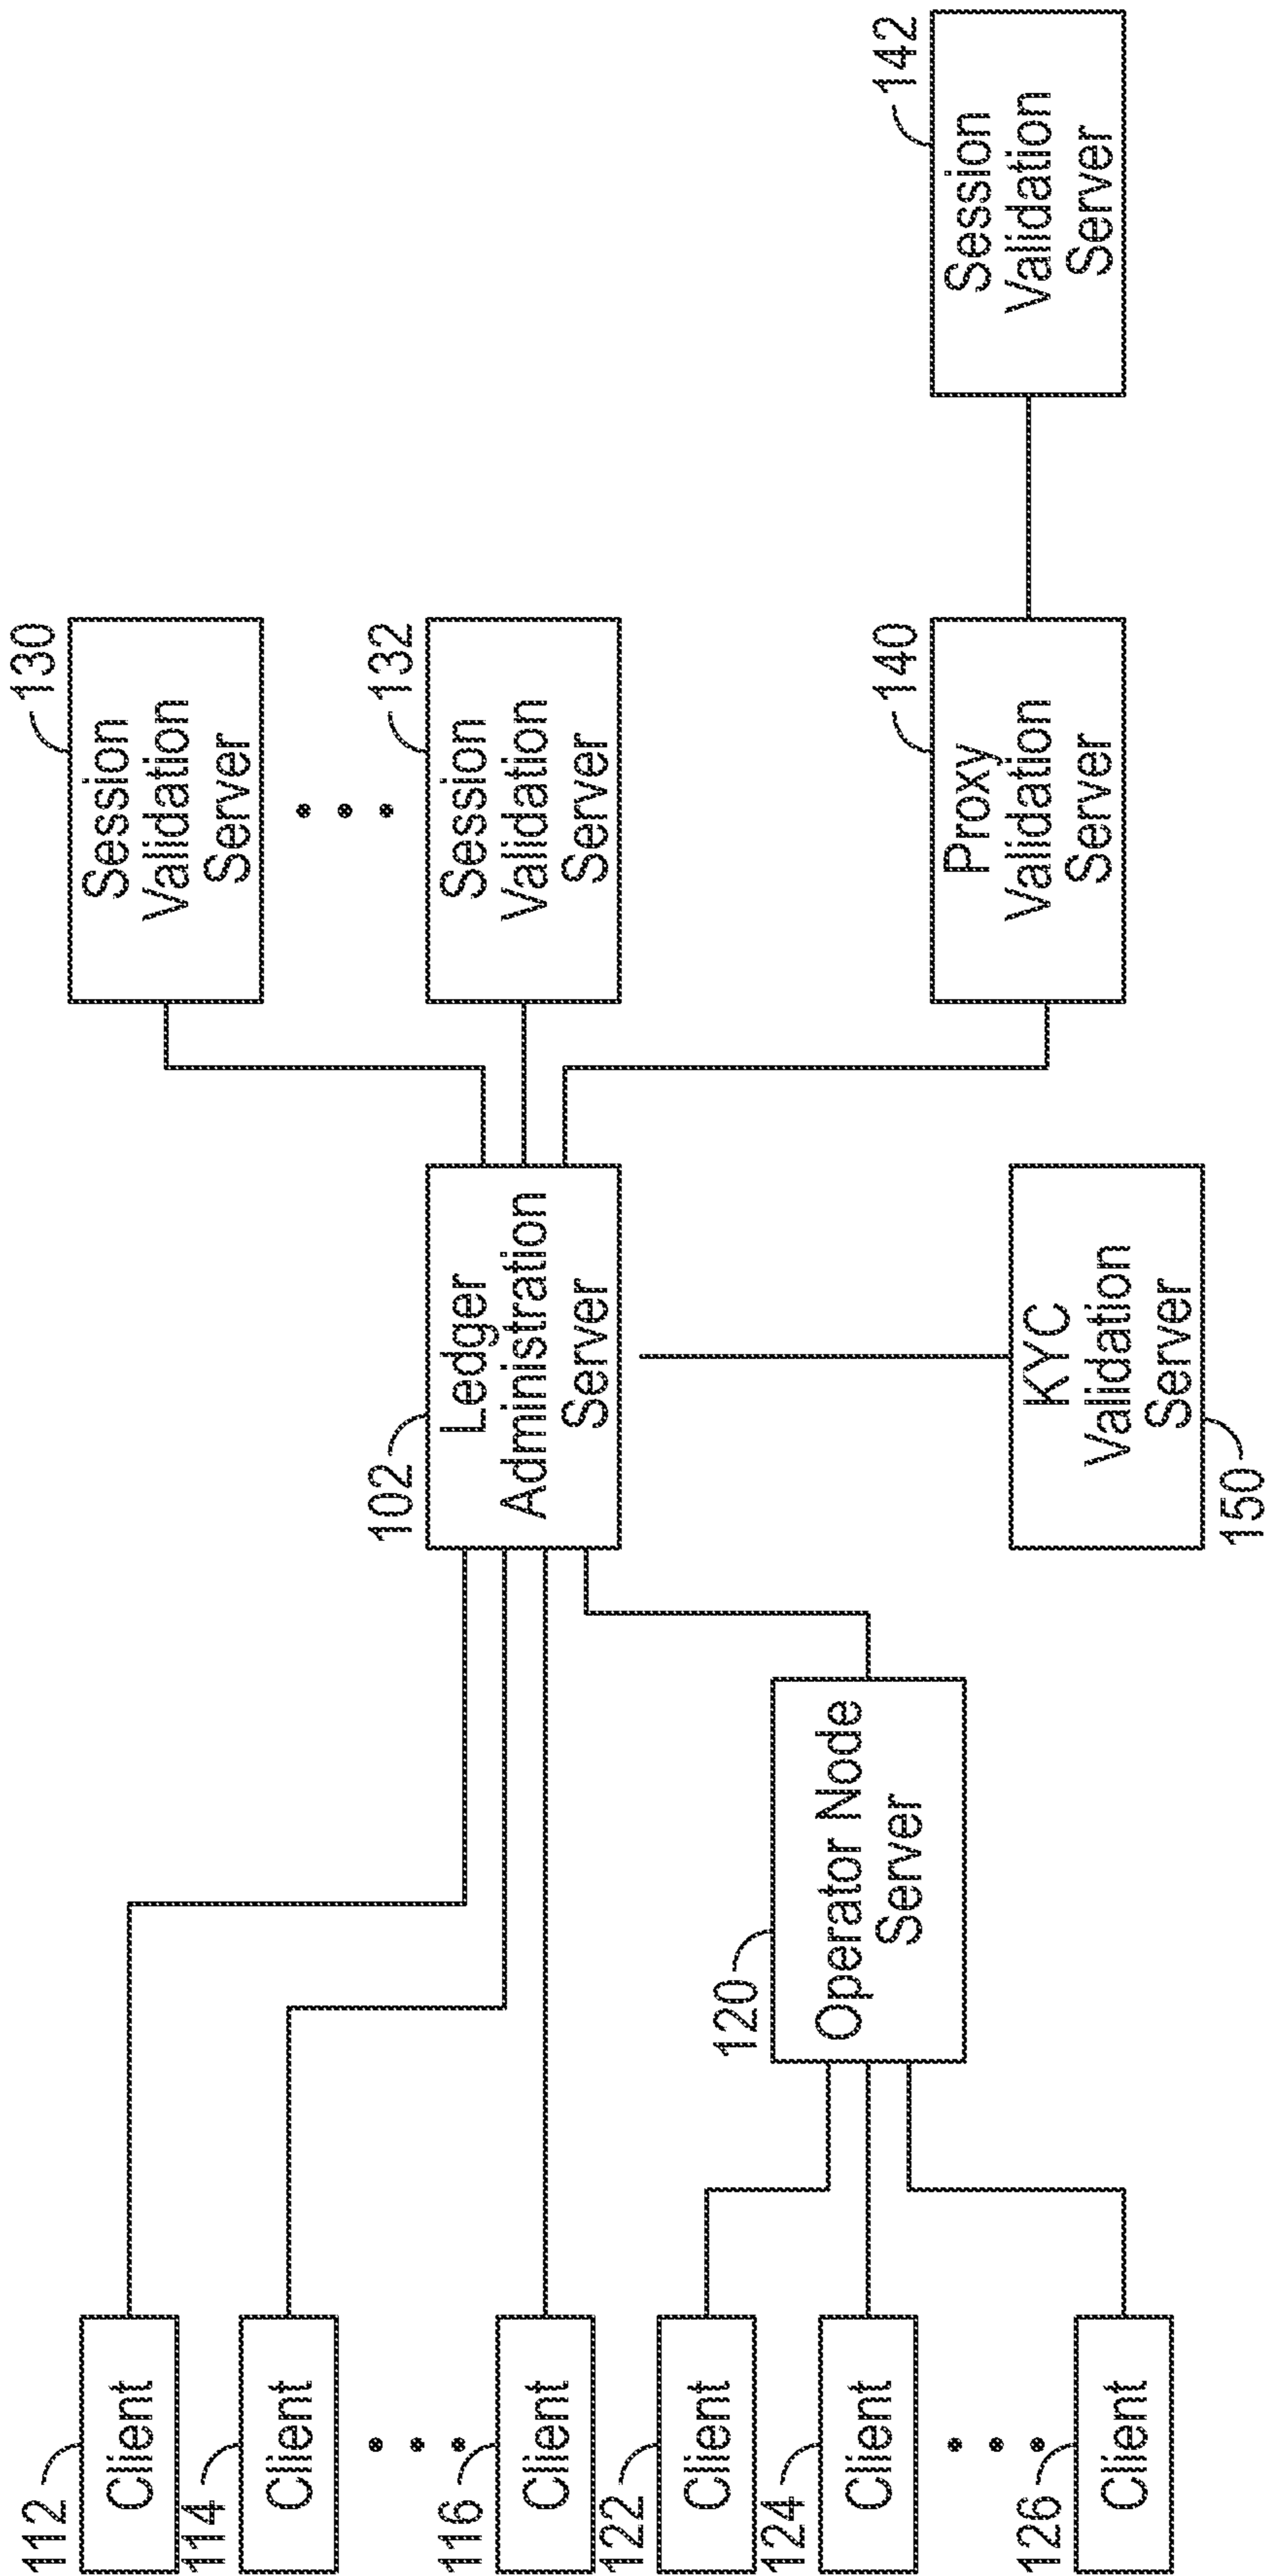 112
Client
114
Client
116
Client
122
Client
124
Client
126
Client
120
Operator Node
Server
102
Ledger
Administration
Server
150
KYC
Validation
Server
130
Session
Validation
Server
132
Session
Validation
Server
140
Proxy
Validation
Server
142
Session
Validation
Server